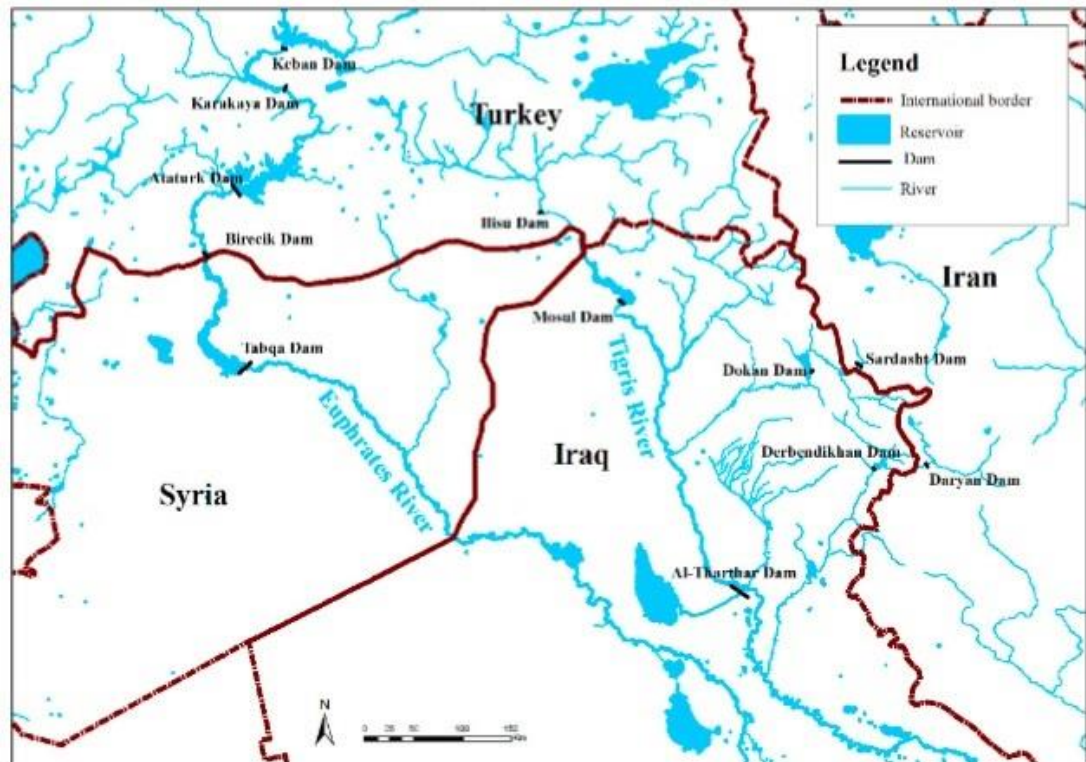 Keban Dam
Karakaya Dam
Turkey
Legend
International border
Reservoir
Dam
River
Ataturk Dam
Birecik Dam
Ilisu Dam
Iran
Mosul Dam
Tabqa Dam
Sardasht Dam
Dokan Dam
Tigris River
Euphrates River
Iraq
Derbendikhan Dam
Daryan Dam
Syria
Al-Tharthar Dam
N
0 25 50 100 150
Km